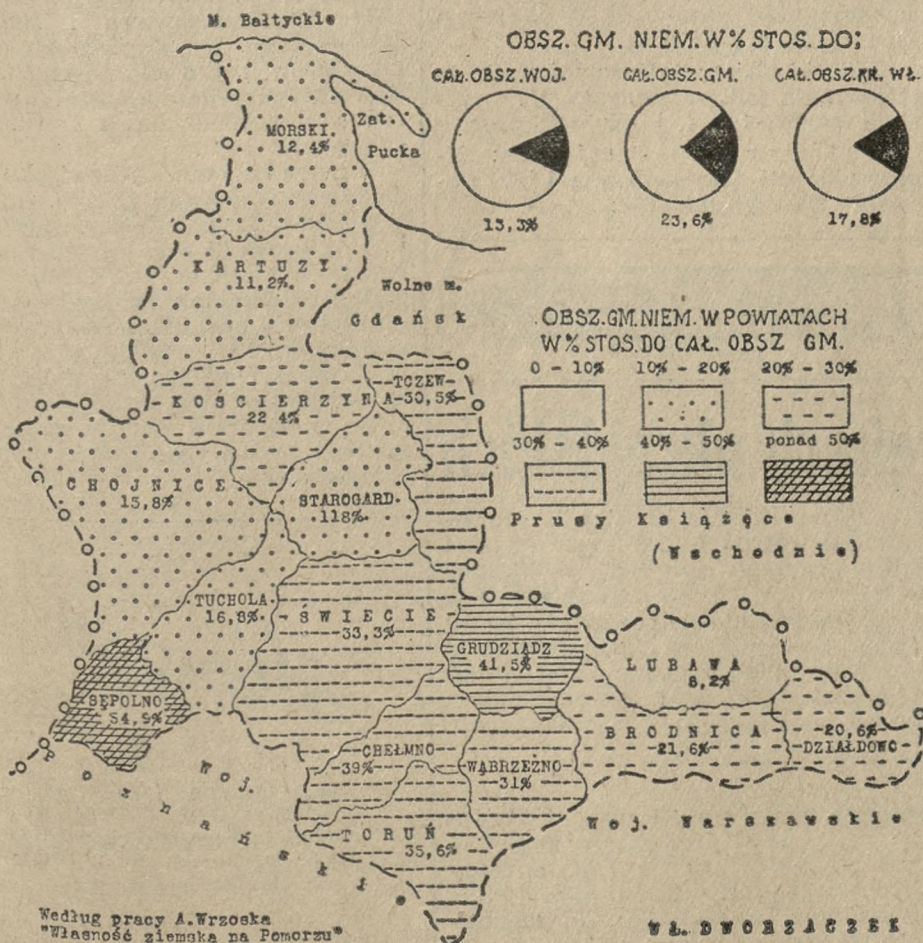 M. Bałtyckie
OBSZ. GM. NIEM. W % STOS. DO:
CAŁ.OBSZ.WOJ.
CAŁ.OBSZ.GM.
CAŁ.OBSZ.KR. WŁ.
13,3%
23,6%
17,8%
MORSKI.
12,4%
Zat.
Pucka
KARTUZY
11,2%
Wolne m.
Gdańsk
OBSZ.GM.NIEM. W POWIATACH
W % STOS.DO CAŁ. OBSZ GM.
0 - 10%
10% - 20%
20% - 30%
30% - 40%
40% - 50%
ponad 50%
KOŚCIERZYNA
22 4%
TCZEW
30,5%
CHOJNICE
15,8%
STAROGARD
118%
Prusy Książęce
(Wschodnie)
TUCHOLA
16,8%
ŚWIECIE
33,3%
GRUDZIĄDZ
41,5%
LUBAWA
8,2%
SĘPOLNO
54,9%
BRODNICA
21,6%
20,6%
DZIAŁDOWO
CHEŁMNO
39%
WĄBRZEŹNO
31%
TORUŃ
35,6%
Woj.
Woj. Warszawskie
Według pracy A.Wrzoska
"Własność ziemska na Pomorzu"
WŁ. DWORZACZEK